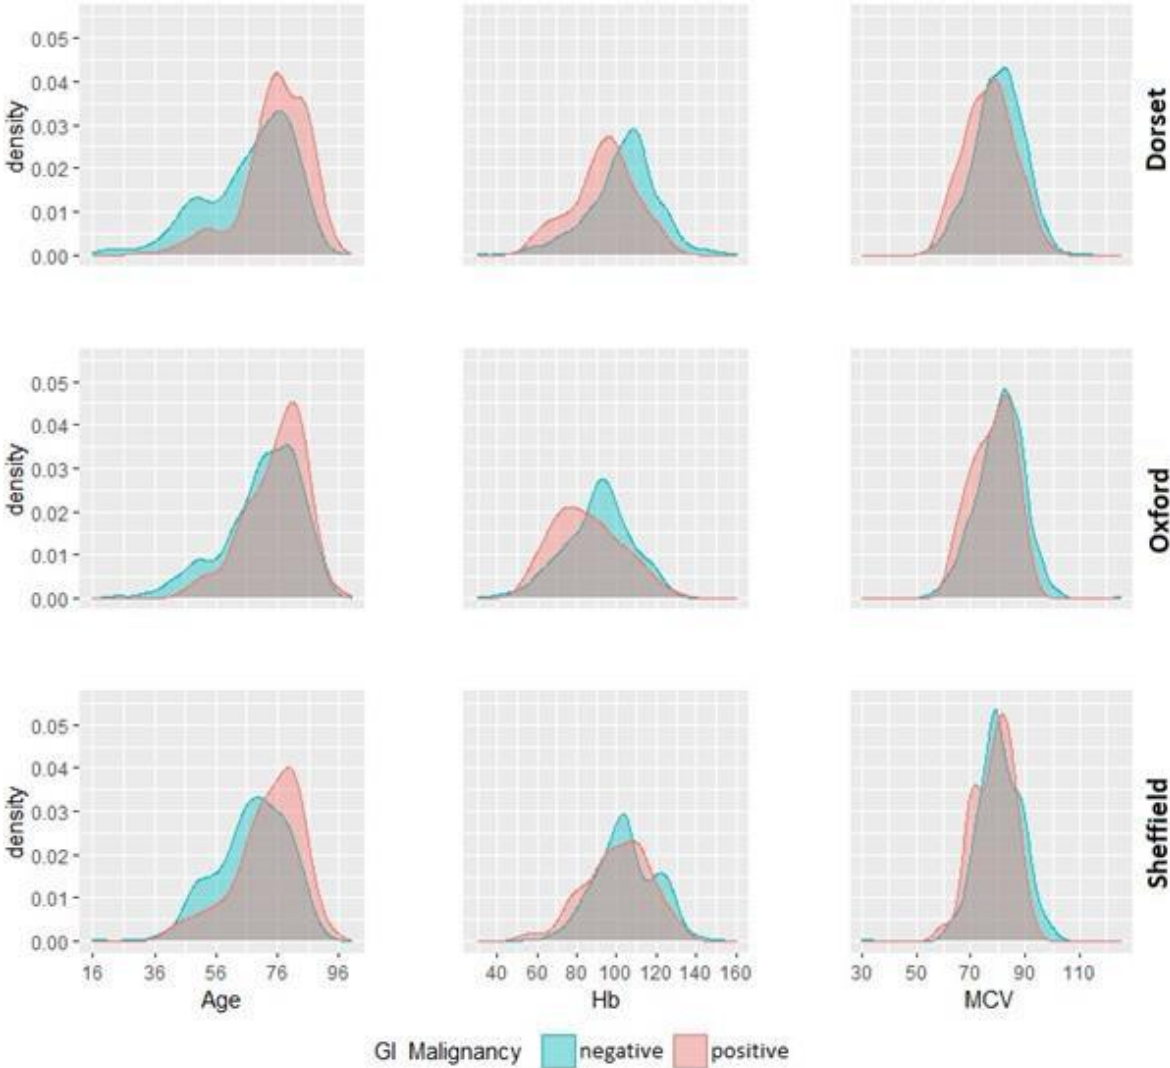 0.05
0.04
0.03
0.02
0.01
0.00
density
Dorset
0.05
0.04
0.03
0.02
0.01
0.00
density
Oxford
0.05
0.04
0.03
0.02
0.01
0.00
density
Sheffield
16 36 56 76 96
40 60 80 100 120 140 160
30 50 70 90 110
Age
Hb
MCV
GI Malignancy negative positive